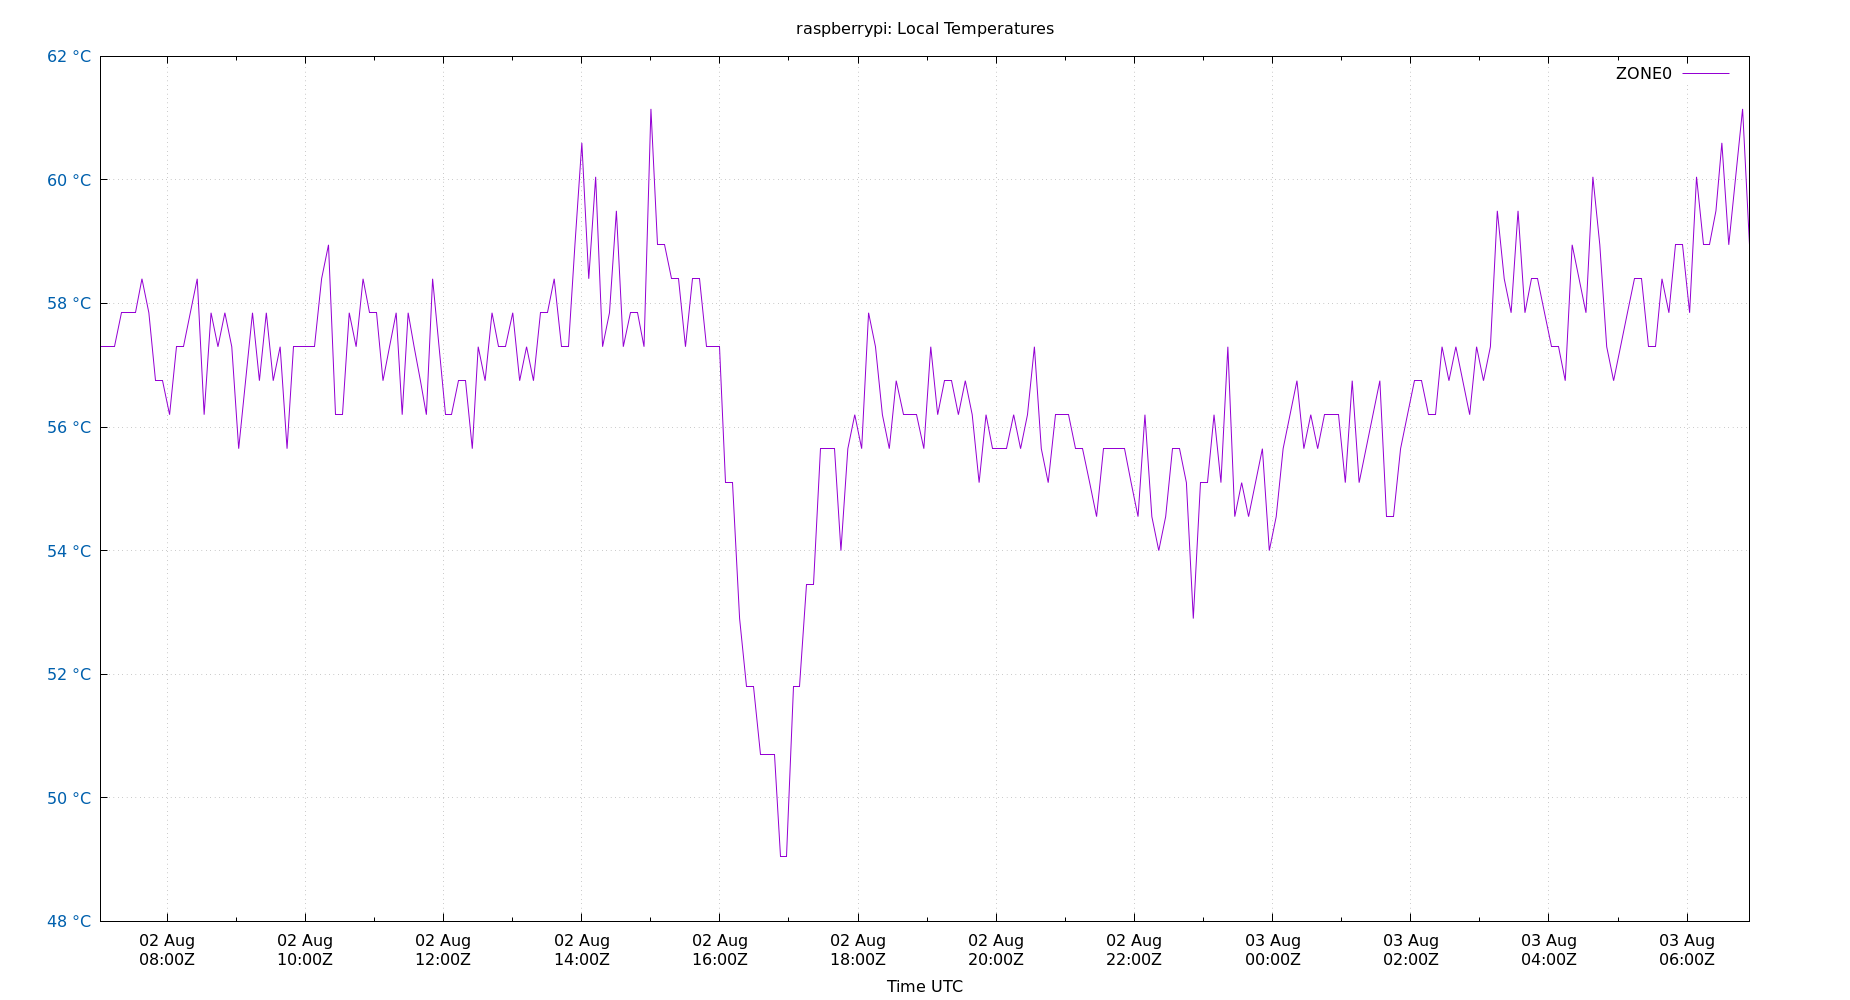 raspberrypi: Local Temperatures
62 °C
ZONE0
60 °C
58 °C
56 °C
54 °C
52 °C
50 °C
48 °C
02 Aug 02 Aug 02 Aug 02 Aug 02 Aug 02 Aug 02 Aug 02 Aug 03 Aug 03 Aug 03 Aug 03 Aug
08:00Z 10:00Z 12:00Z 14:00Z 16:00Z 18:00Z 20:00Z 22:00Z 00:00Z 02:00Z 04:00Z 06:00Z
Time UTC